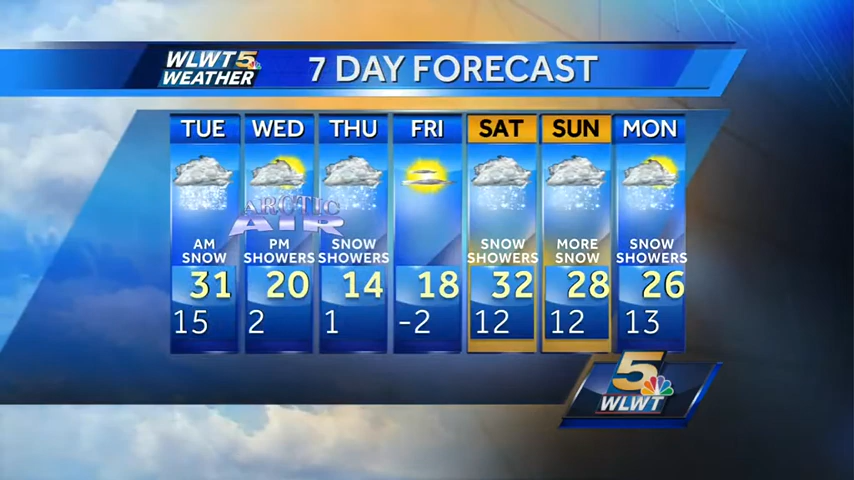 WLWT 5
WEATHER
7 DAY FORECAST
TUE WED THU FRI SAT SUN MON
ARCTIC
AIR
AM PM SNOW SNOW MORE SNOW
SNOW SHOWERS SHOWERS SHOWERS SNOW SHOWERS
31 20 14 18 32 28 26
15 2 1 -2 12 12 13
5
WLWT